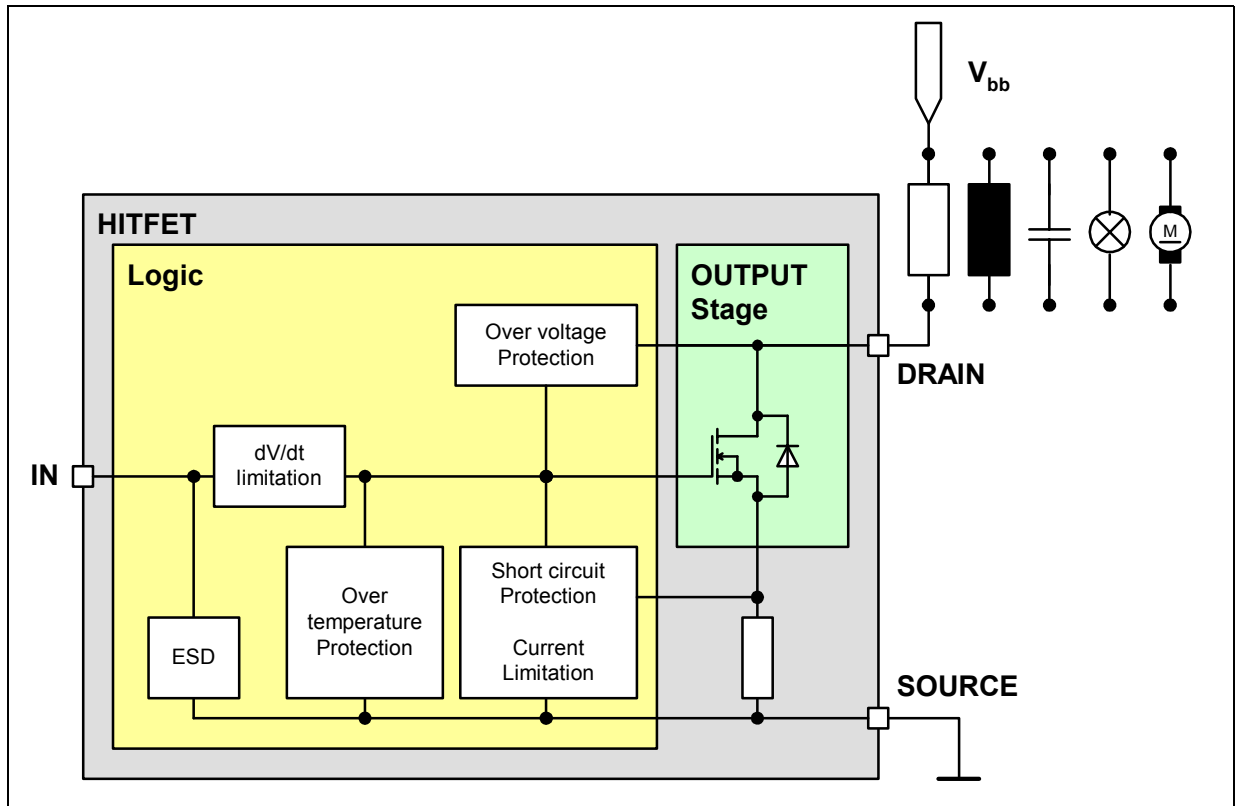 V_bb
HITFET
Logic
OUTPUT
Stage
M
Over voltage
Protection
DRAIN
dV/dt
limitation
IN
Short circuit
Protection
Over
temperature
Protection
Current
Limitation
ESD
SOURCE